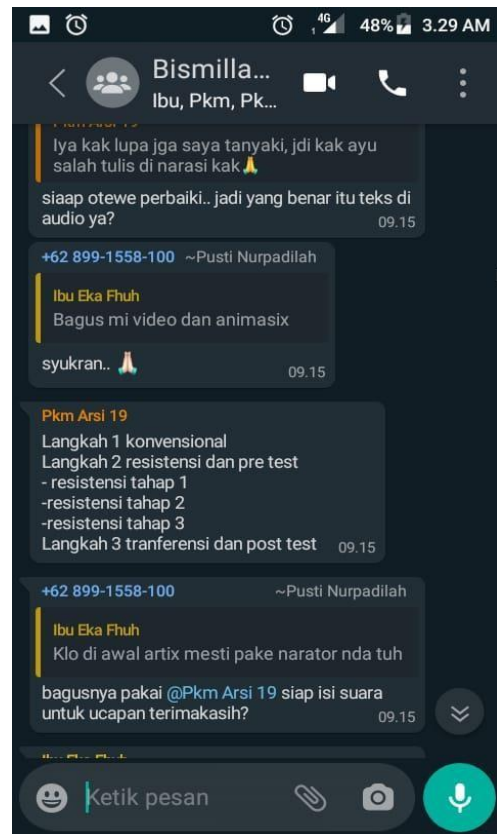 4G
48%
3.29 AM
Bismilla...
Ibu, Pkm, Pk...
Iya kak lupa jga saya tanyaki, jdi kak ayu
salah tulis di narasi kak🙏
siaap otewe perbaiki.. jadi yang benar itu teks di
audio ya?
09.15
+62 899-1558-100 ~Pusti Nurpadilah
Ibu Eka Fhuh
Bagus mi video dan animasix
syukran.. 🙏🏻
09.15
Pkm Arsi 19
Langkah 1 konvensional
Langkah 2 resistensi dan pre test
- resistensi tahap 1
-resistensi tahap 2
-resistensi tahap 3
Langkah 3 tranferensi dan post test
09.15
+62 899-1558-100 ~Pusti Nurpadilah
Ibu Eka Fhuh
Klo di awal artix mesti pake narator nda tuh
bagusnya pakai @Pkm Arsi 19 siap isi suara
untuk ucapan terimakasih?
09.15
Ketik pesan